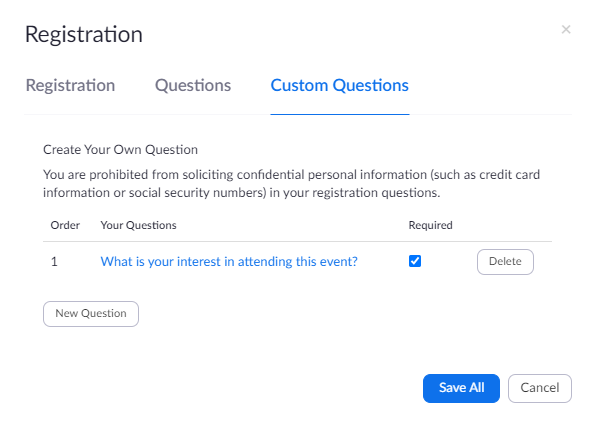 Registration
Registration Questions Custom Questions
Create Your Own Question
You are prohibited from soliciting confidential personal information (such as credit card
information or social security numbers) in your registration questions.
Order Your Questions Required
1 What is your interest in attending this event? Delete
New Question
Save All Cancel